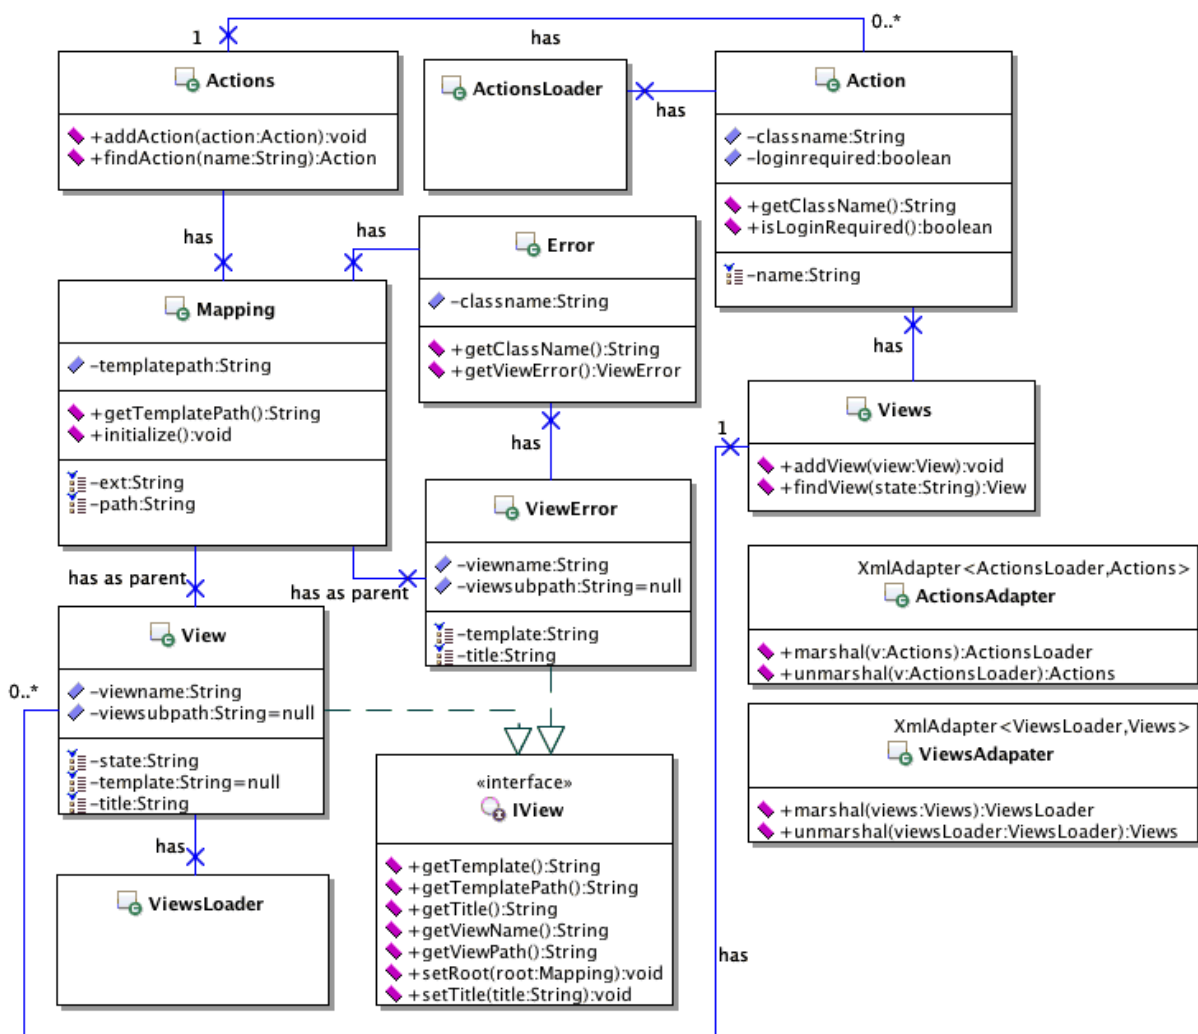 1
has
0..*
Actions
+addAction(action:Action):void
+findAction(name:String):Action
ActionsLoader
has
Action
-classname:String
-loginrequired:boolean
+getClassName():String
+isLoginRequired():boolean
-name:String
has
has
Error
-classname:String
+getClassName():String
+getViewError():ViewError
Mapping
-templatepath:String
+getTemplatePath():String
+initialize():void
-ext:String
-path:String
has
has
1
Views
+addView(view:View):void
+findView(state:String):View
ViewError
-viewname:String
-viewsubpath:String=null
-template:String
-title:String
has as parent
has as parent
XmlAdapter<ActionsLoader,Actions>
ActionsAdapter
+marshal(v:Actions):ActionsLoader
+unmarshal(v:ActionsLoader):Actions
0..*
View
-viewname:String
-viewsubpath:String=null
-state:String
-template:String=null
-title:String
XmlAdapter<ViewsLoader,Views>
ViewsAdapater
+marshal(views:Views):ViewsLoader
+unmarshal(viewsLoader:ViewsLoader):Views
has
ViewsLoader
«interface»
IView
+getTemplate():String
+getTemplatePath():String
+getTitle():String
+getViewName():String
+getViewPath():String
+setRoot(root:Mapping):void
+setTitle(title:String):void
has